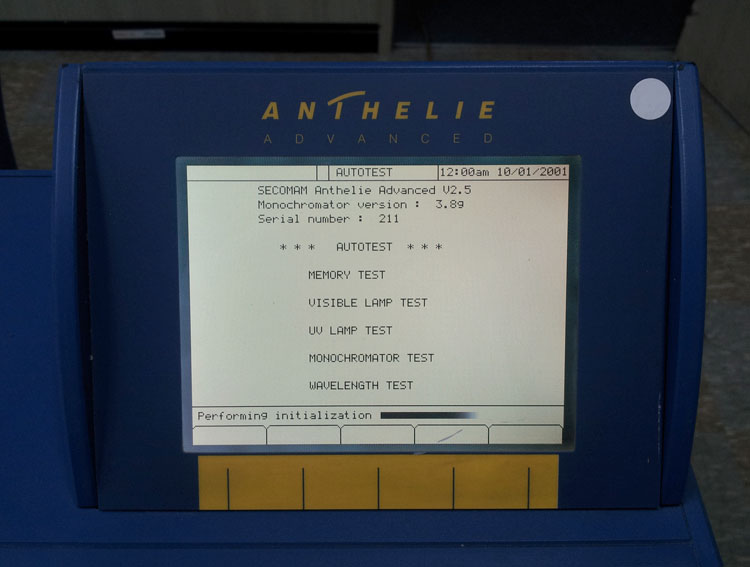 ANTHELIE
ADVANCED
AUTOTEST 12:00am 10/01/2001
SECOMAM Anthelie Advanced V2.5
Monochromator version : 3.8g
Serial number : 211
* * * AUTOTEST * * *
MEMORY TEST
VISIBLE LAMP TEST
UV LAMP TEST
MONOCHROMATOR TEST
WAVELENGTH TEST
Performing initialization